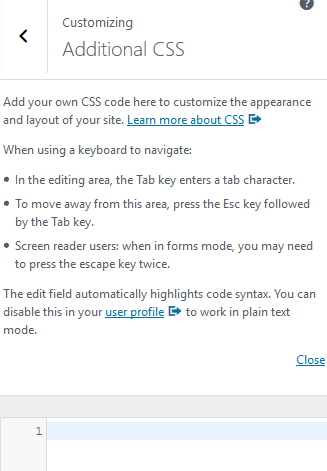 ?
Customizing
Additional CSS
Add your own CSS code here to customize the appearance
and layout of your site. Learn more about CSS
When using a keyboard to navigate:
• In the editing area, the Tab key enters a tab character.
• To move away from this area, press the Esc key followed
by the Tab key.
• Screen reader users: when in forms mode, you may need
to press the escape key twice.
The edit field automatically highlights code syntax. You can
disable this in your user profile to work in plain text
mode.
Close
1